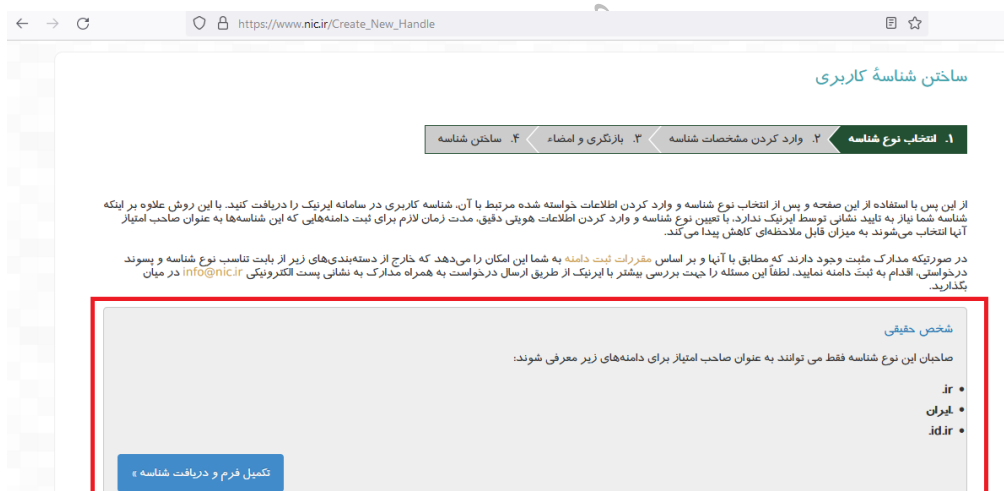 https://www.nic.ir/Create_New_Handle
ساختن شناسهٔ کاربری
۱. انتخاب نوع شناسه ۲. وارد کردن مشخصات شناسه ۳. بازنگری و امضاء ۴. ساختن شناسه
از این پس با استفاده از این صفحه و پس از انتخاب نوع شناسه و وارد کردن اطلاعات خواسته شده مرتبط با آن، شناسه کاربری در سامانه ایرنیک را دریافت کنید. با این روش علاوه بر اینکه
شناسه شما نیاز به تایید نشانی توسط ایرنیک ندارد، با تعیین نوع شناسه و وارد کردن اطلاعات هویتی دقیق، مدت زمان لازم برای ثبت دامنه‌هایی که این شناسه‌ها به عنوان صاحب امتیاز
آنها انتخاب می‌شوند به میزان قابل ملاحظه‌ای کاهش پیدا می‌کند.
در صورتیکه مدارک مثبت وجود دارند که مطابق با آنها و بر اساس مقررات ثبت دامنه به شما این امکان را می‌دهد که خارج از دسته‌بندی‌های زیر از بابت تناسب نوع شناسه و پسوند
درخواستی، اقدام به ثبت دامنه نمایید، لطفاً این مسئله را جهت بررسی بیشتر با ایرنیک از طریق ارسال درخواست به همراه مدارک به نشانی پست الکترونیکی info@nic.ir در میان
بگذارید.
شخص حقیقی
صاحبان این نوع شناسه فقط می توانند به عنوان صاحب امتیاز برای دامنه‌های زیر معرفی شوند:
.ir
.ایران
.id.ir
تکمیل فرم و دریافت شناسه »